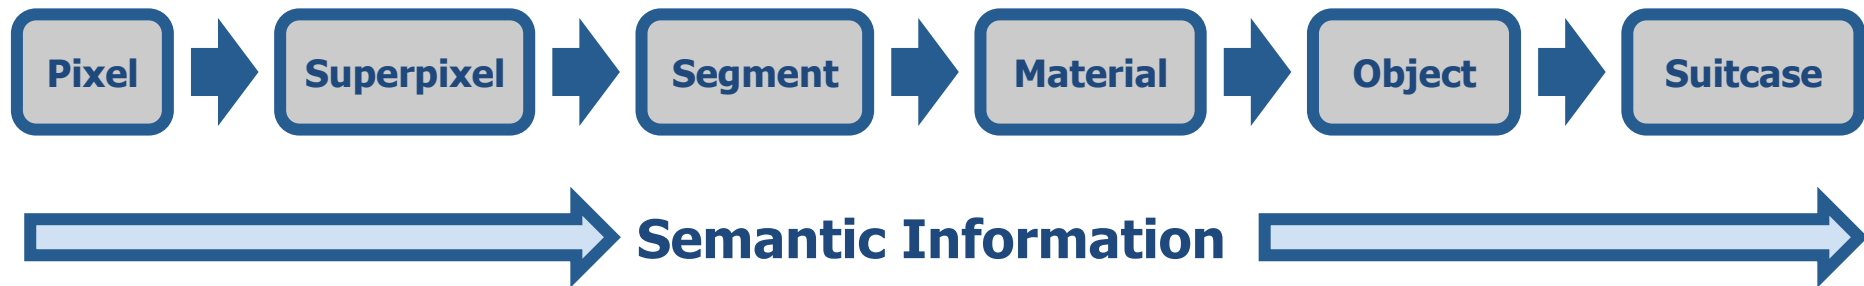 Pixel
Superpixel
Segment
Material
Object
Suitcase
Semantic Information